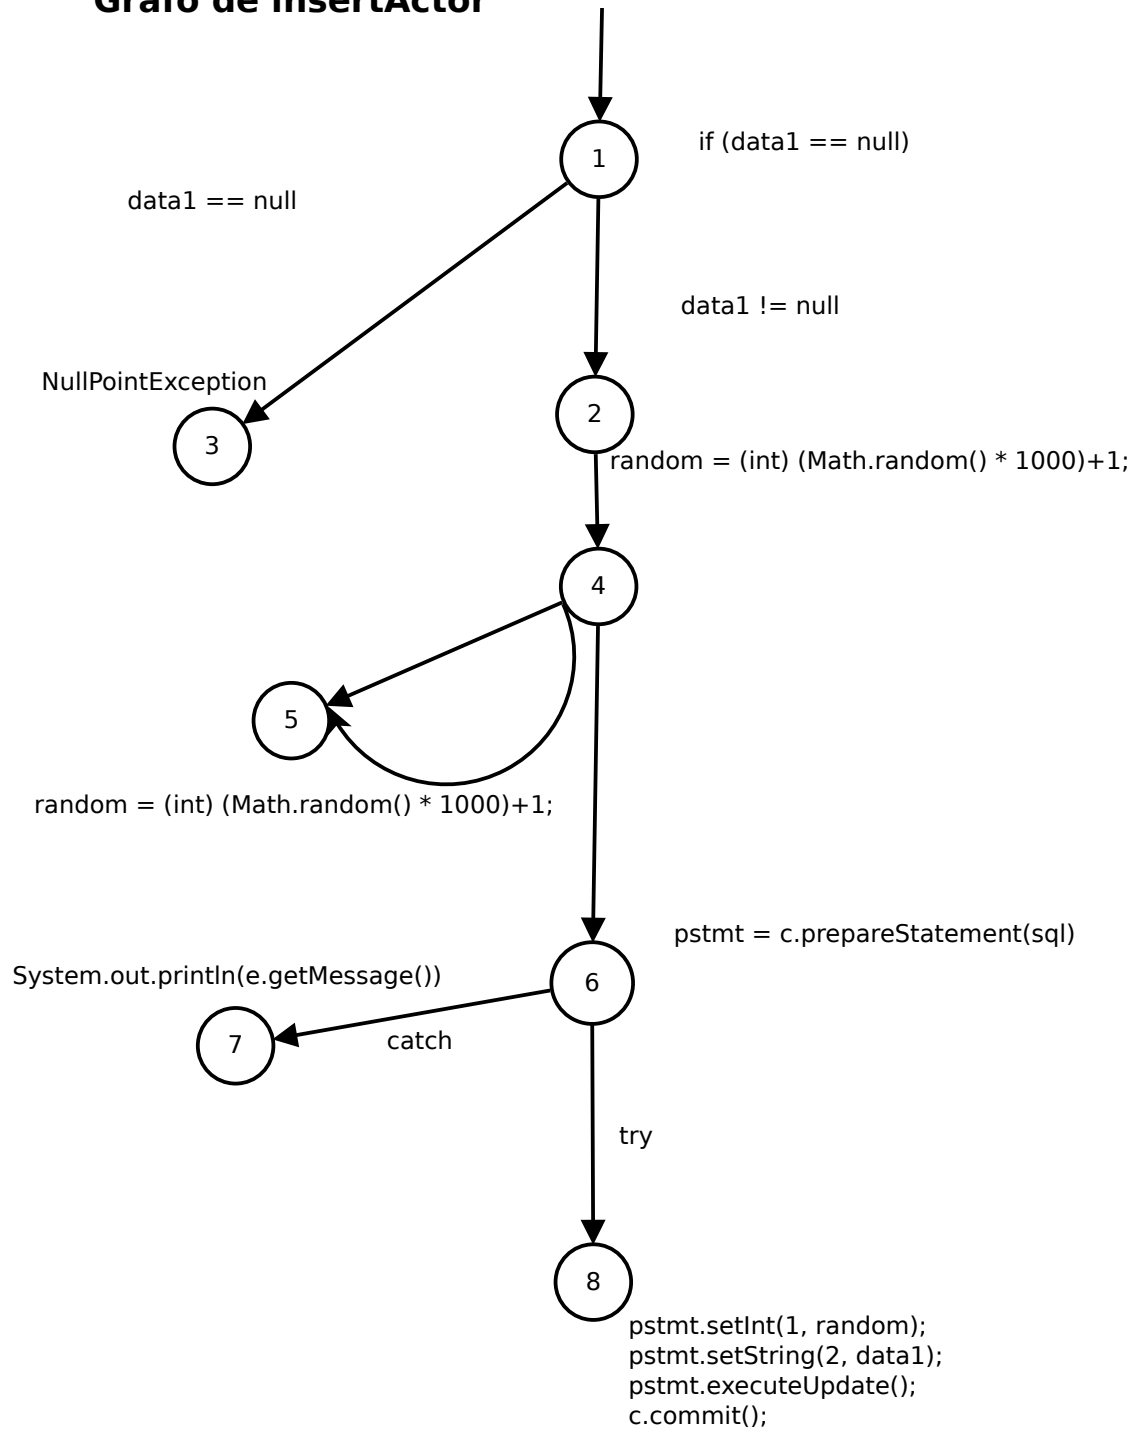 Grafo de insertActor
1
if (data1 == null)
data1 == null
data1 != null
NullPointException
3
2
random = (int) (Math.random() * 1000)+1;
4
5
random = (int) (Math.random() * 1000)+1;
pstmt = c.prepareStatement(sql)
System.out.println(e.getMessage())
6
7
catch
try
8
pstmt.setInt(1, random);
pstmt.setString(2, data1);
pstmt.executeUpdate();
c.commit();